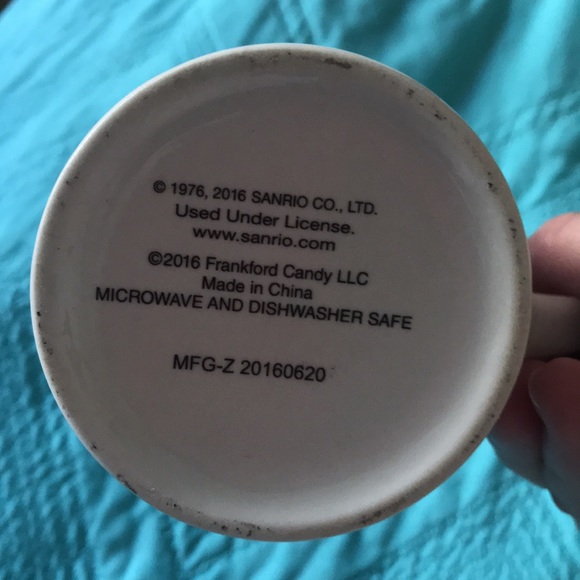 © 1976, 2016 SANRIO CO., LTD.
Used Under License.
www.sanrio.com
©2016 Frankford Candy LLC
Made in China
MICROWAVE AND DISHWASHER SAFE
MFG-Z 20160620